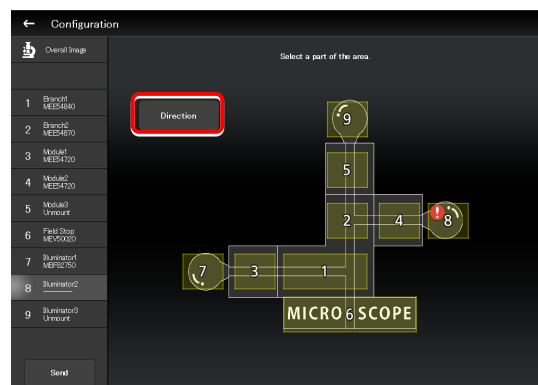 ← Configuration
Overall Image
1 Branch1
MEE54840
2 Branch2
MEE54870
3 Module1
MEE54720
4 Module2
MEE54720
5 Module3
Unmount
6 Field Stop
MEV50020
7 Illuminator1
MBF82750
8 Illuminator2
9 Illuminator3
Unmount
Send
Select a part of the area.
Direction
9
5
2 4 ! 8
7 3 1
MICRO 6 SCOPE